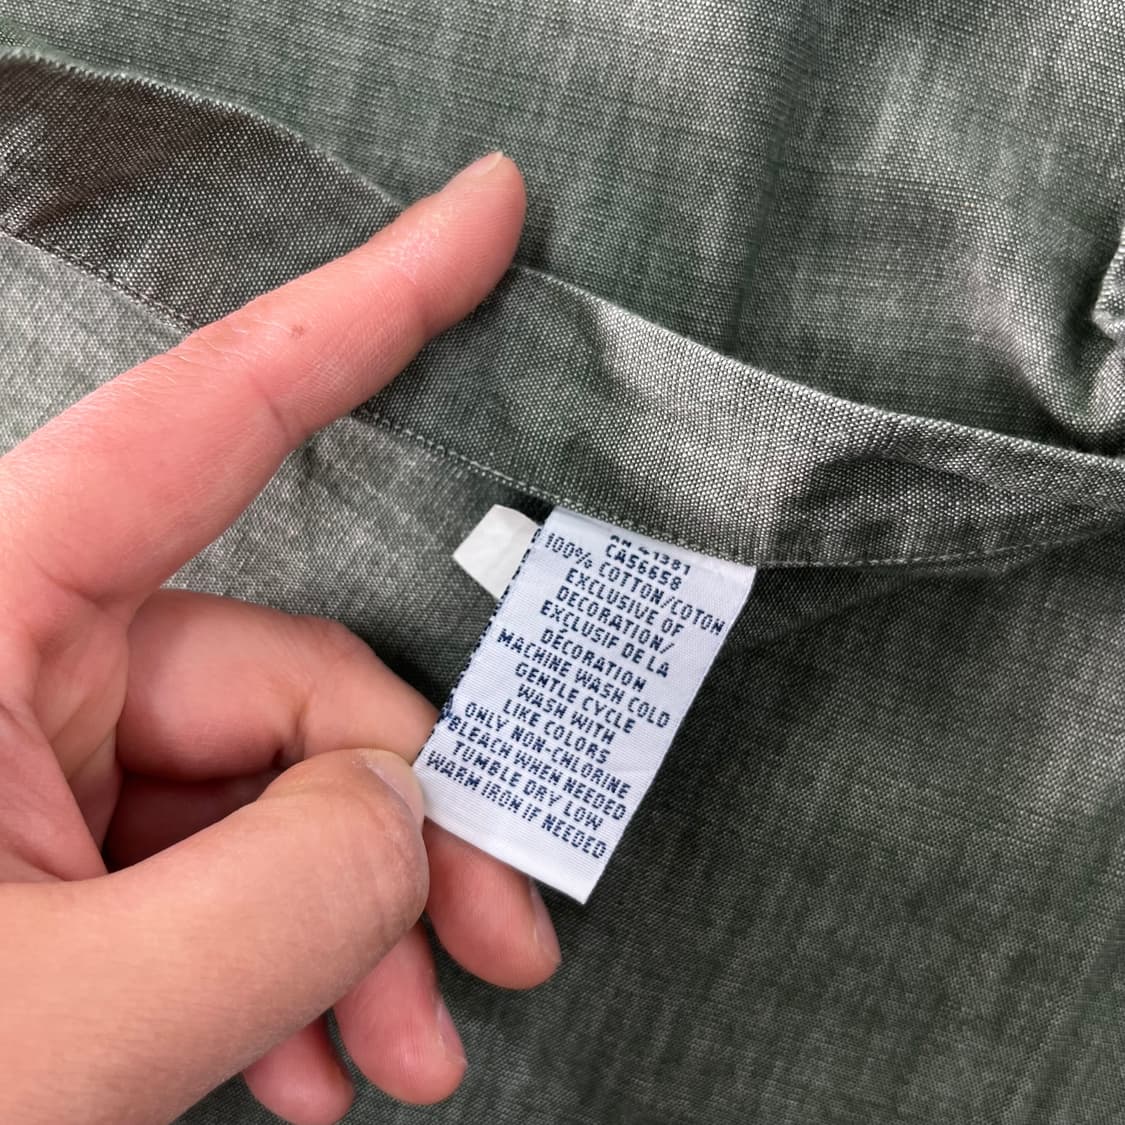 41381
CA56658
100% COTTON/COTON
EXCLUSIVE OF
DECORATION/
EXCLUSIF DE LA
DÉCORATION
MACHINE WASH COLD
GENTLE CYCLE
WASH WITH
LIKE COLORS
ONLY NON-CHLORINE
BLEACH WHEN NEEDED
TUMBLE DRY LOW
WARM IRON IF NEEDED